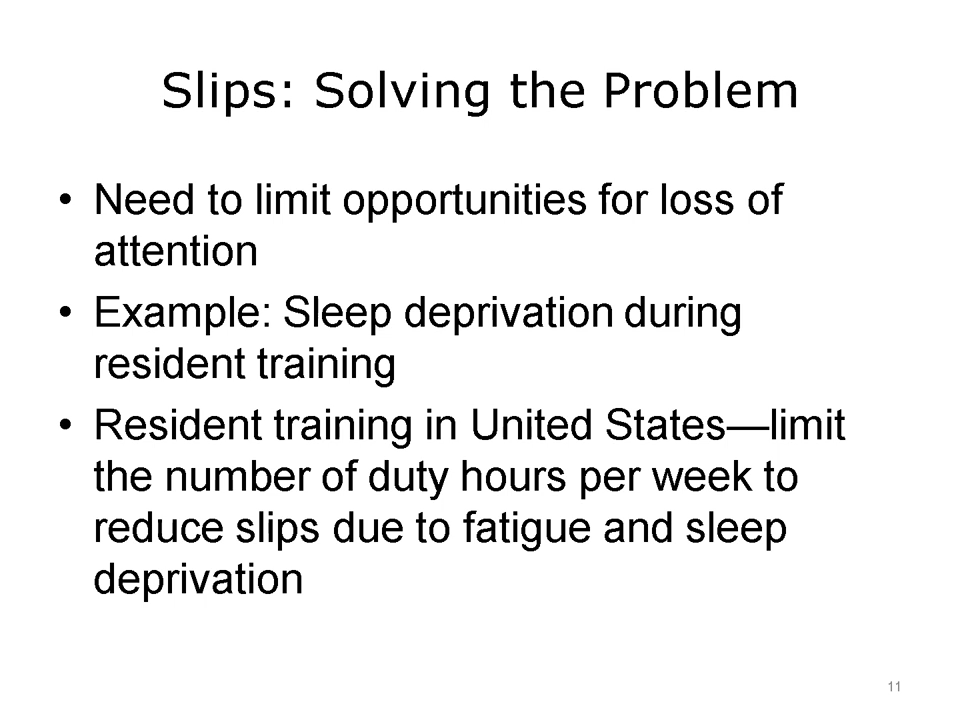 Slips: Solving the Problem
• Need to limit opportunities for loss of
attention
• Example: Sleep deprivation during
resident training
• Resident training in United States—limit
the number of duty hours per week to
reduce slips due to fatigue and sleep
deprivation
11